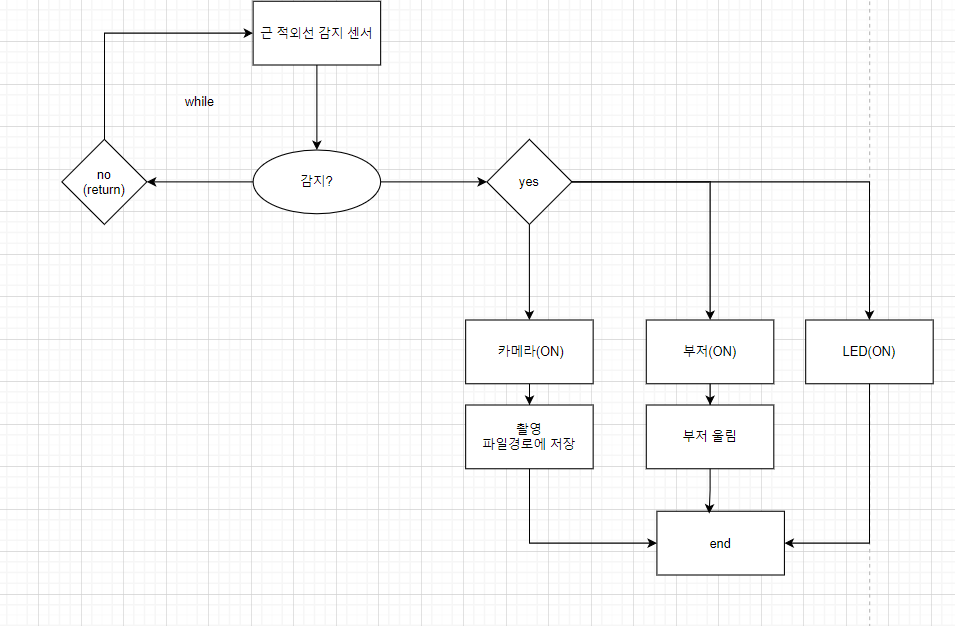 근 적외선 감지 센서
while
no
(return)
감지?
yes
카메라(ON)
부저(ON)
LED(ON)
촬영
파일경로에 저장
부저 울림
end